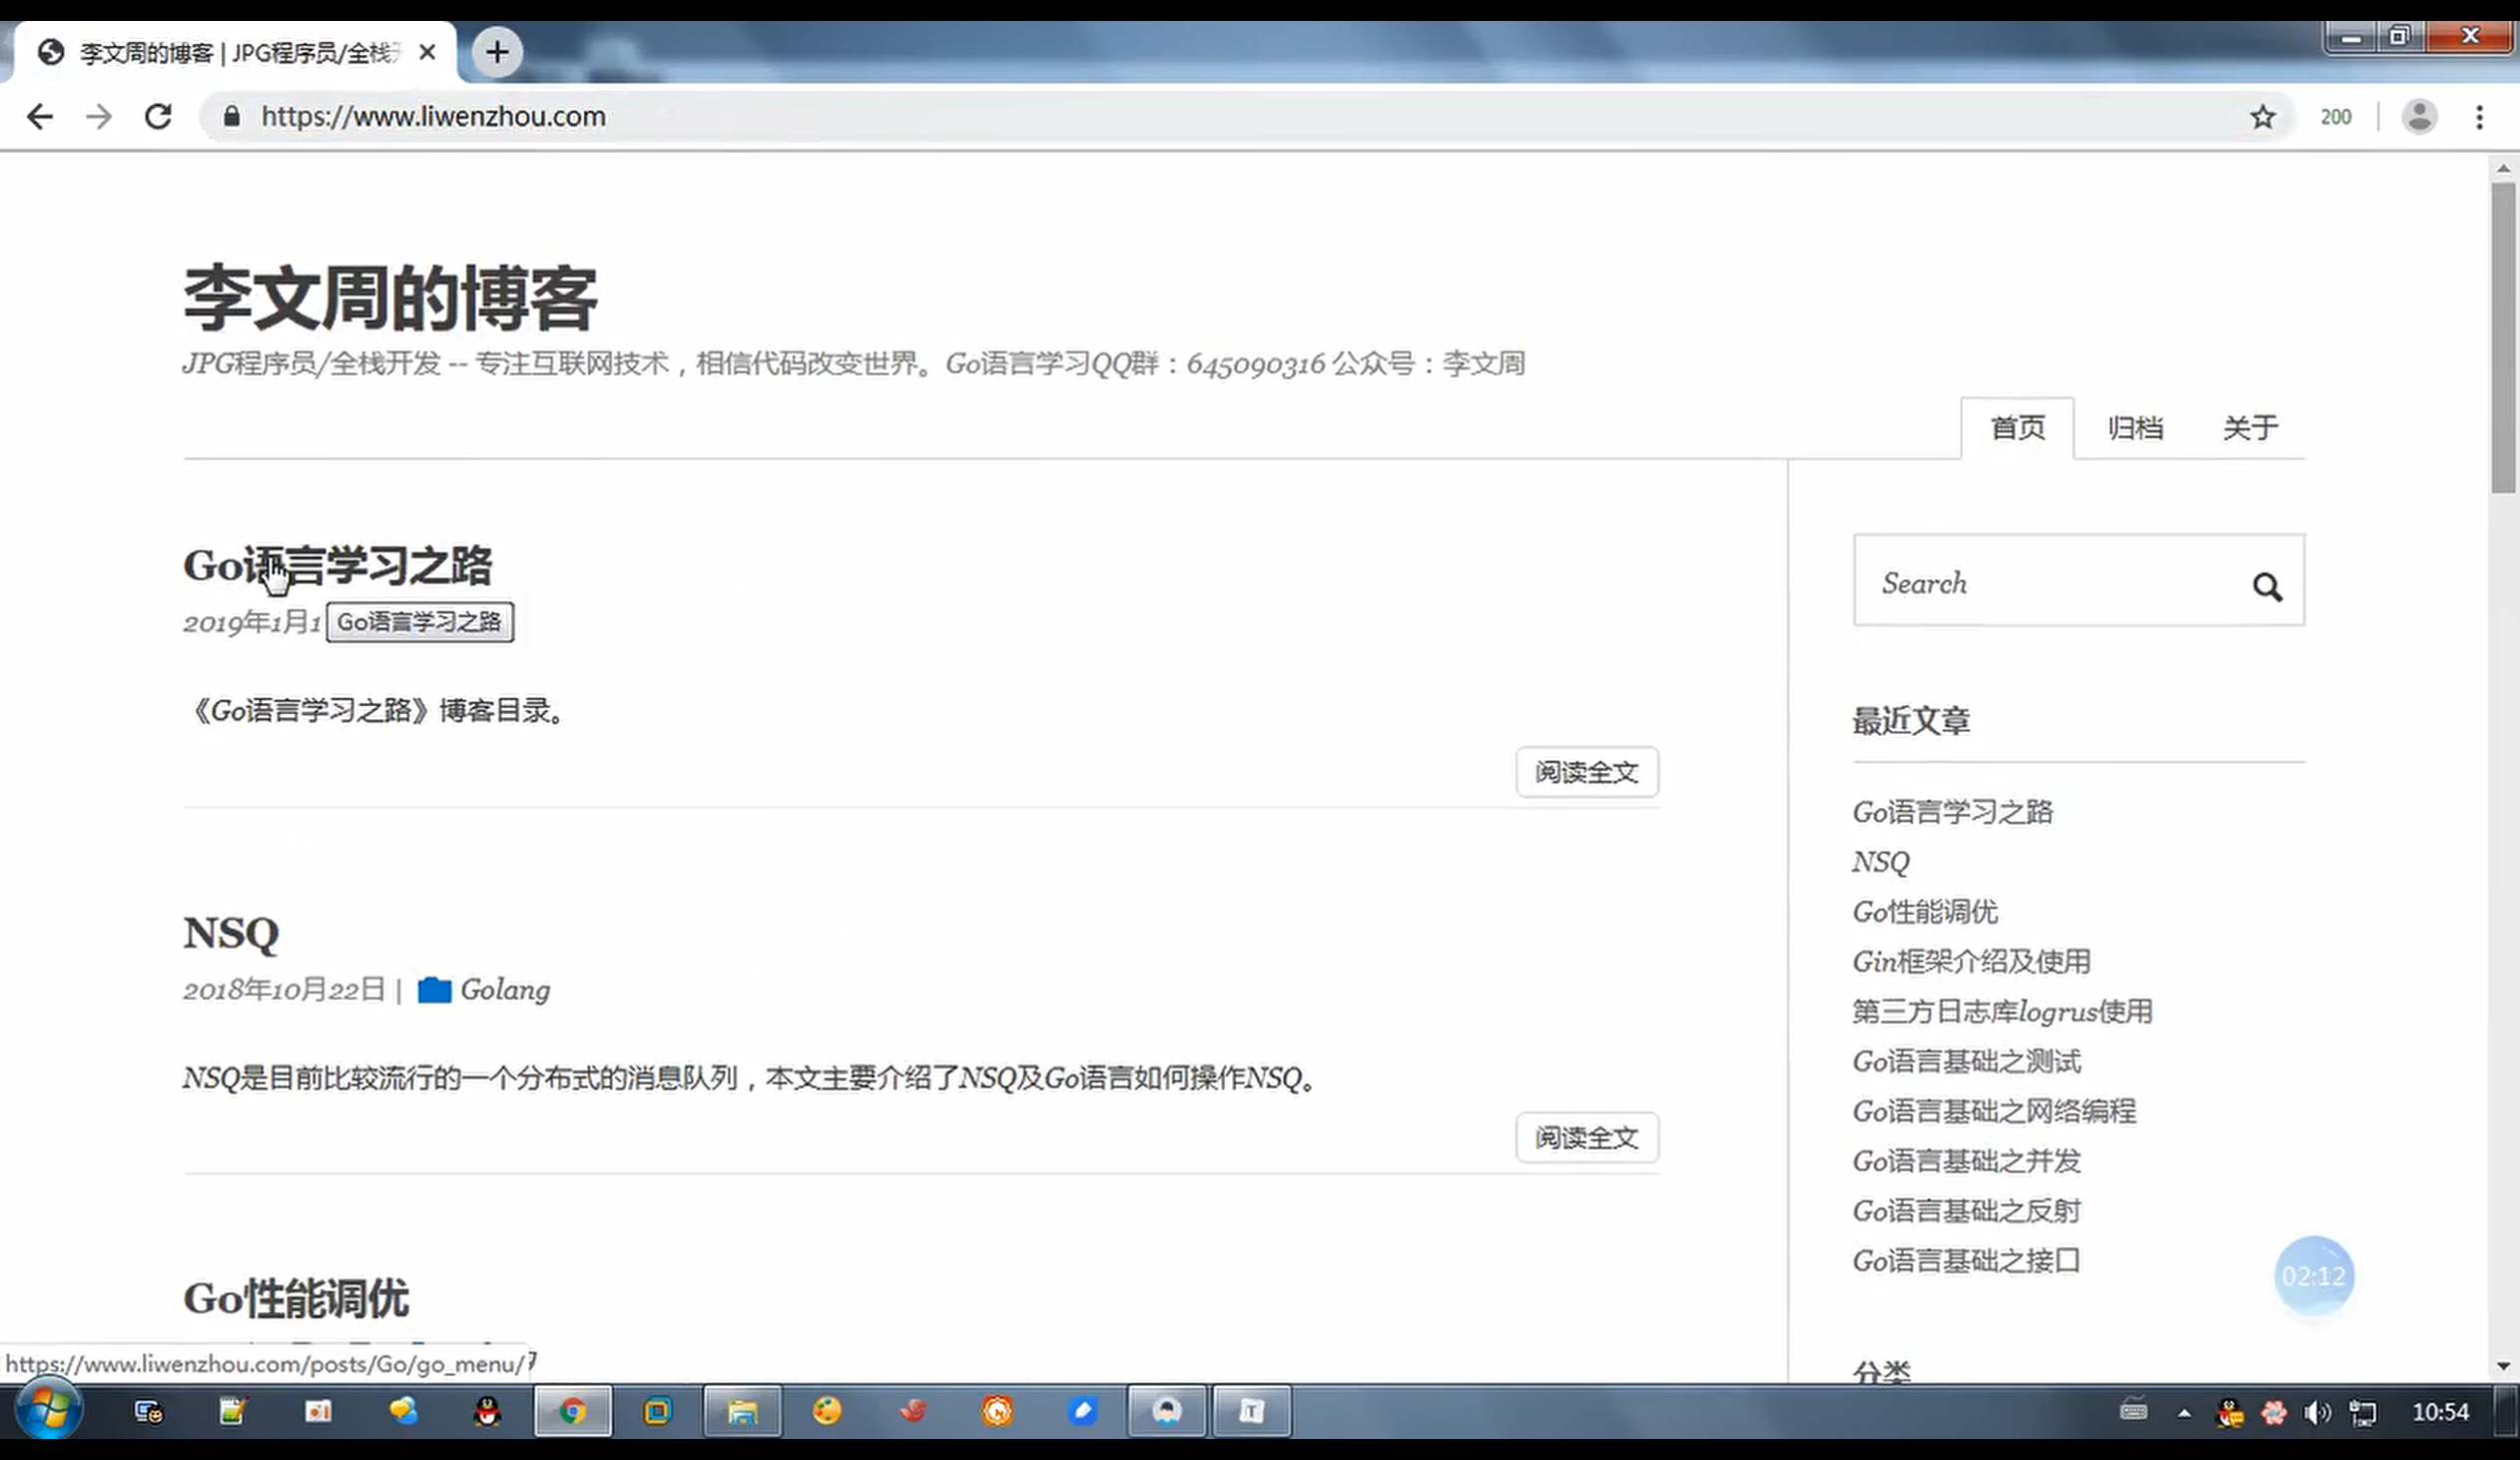 李文周的博客 | JPG程序员/全栈开
https://www.liwenzhou.com
200
李文周的博客
JPG程序员/全栈开发 -- 专注互联网技术，相信代码改变世界。Go语言学习QQ群：645090316 公众号：李文周
首页 归档 关于
Go语言学习之路
2019年1月1
Go语言学习之路
《Go语言学习之路》博客目录。
阅读全文
NSQ
2018年10月22日 | Golang
NSQ是目前比较流行的一个分布式的消息队列，本文主要介绍了NSQ及Go语言如何操作NSQ。
阅读全文
Go性能调优
Search
最近文章
Go语言学习之路
NSQ
Go性能调优
Gin框架介绍及使用
第三方日志库logrus使用
Go语言基础之测试
Go语言基础之网络编程
Go语言基础之并发
Go语言基础之反射
Go语言基础之接口
02:12
分类
https://www.liwenzhou.com/posts/Go/go_menu/
10:54